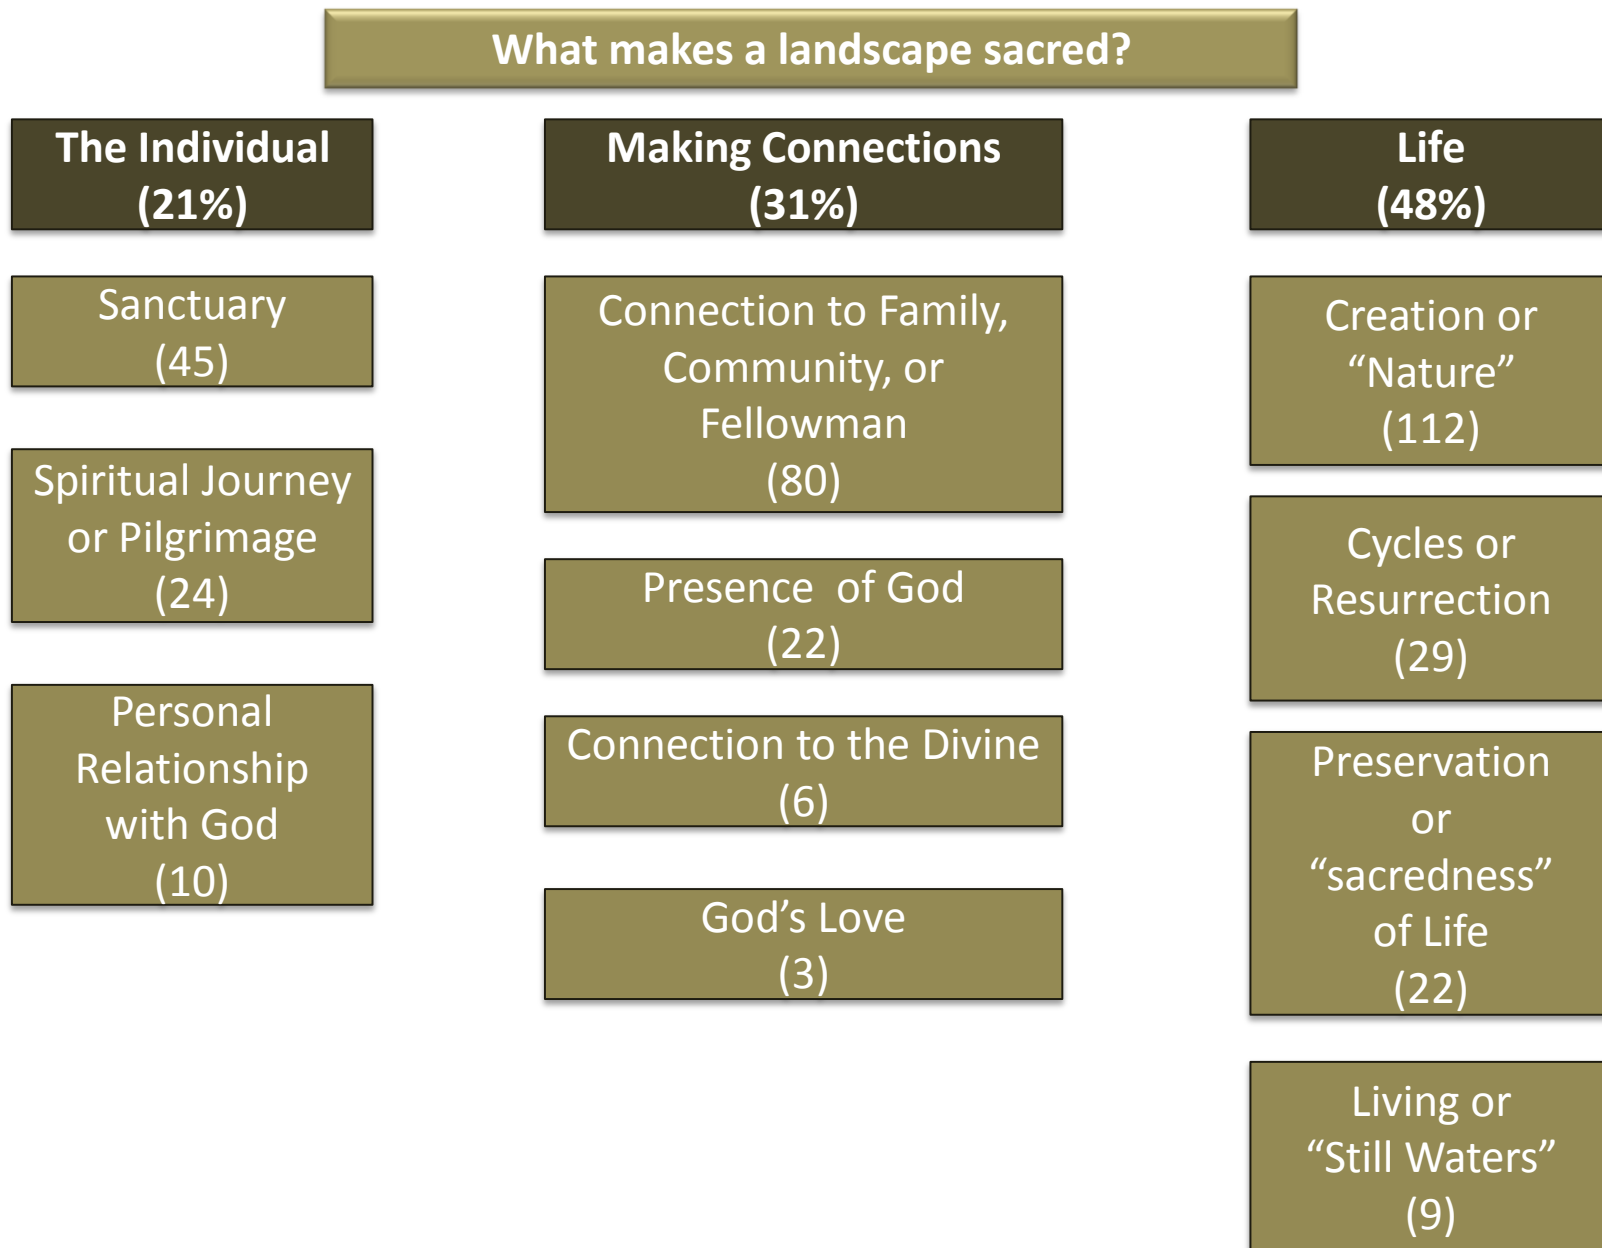 What makes a landscape sacred?
The Individual
(21%)
Sanctuary
(45)
Spiritual Journey
or Pilgrimage
(24)
Personal
Relationship
with God
(10)
Making Connections
(31%)
Connection to Family,
Community, or
Fellowman
(80)
Presence  of God
(22)
Connection to the Divine
(6)
God’s Love
(3)
Life
(48%)
Creation or
“Nature”
(112)
Cycles or
Resurrection
(29)
Preservation
or
“sacredness”
of Life
(22)
Living or
“Still Waters”
(9)